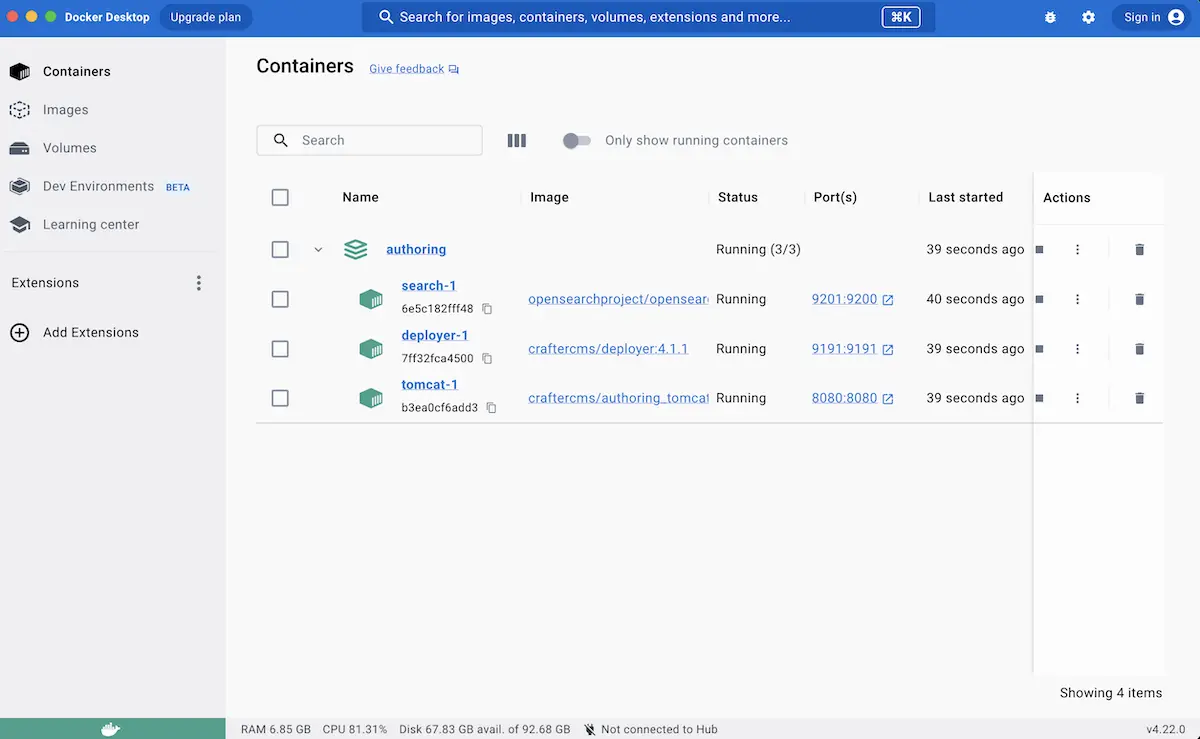 Docker Desktop Upgrade plan Search for images, containers, volumes, extensions and more... ⌘K Sign in
Containers
Images
Volumes
Dev Environments BETA
Learning center
Extensions
Add Extensions
Containers Give feedback
Search Only show running containers
Name Image Status Port(s) Last started Actions
authoring Running (3/3) 39 seconds ago
search-1
6e5c182fff48 opensearchproject/opensear Running 9201:9200 40 seconds ago
deployer-1
7ff32fca4500 craftercms/deployer:4.1.1 Running 9191:9191 39 seconds ago
tomcat-1
b3ea0cf6add3 craftercms/authoring_tomcat Running 8080:8080 39 seconds ago
Showing 4 items
RAM 6.85 GB CPU 81.31% Disk 67.83 GB avail. of 92.68 GB Not connected to Hub v4.22.0